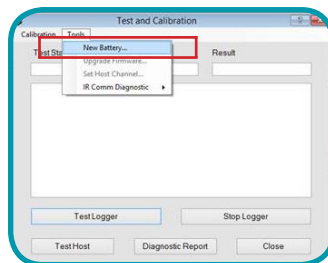 Test and Calibration
Calibration Tools
New Battery...
Upgrade Firmware...
Set Host Channel...
IR Comm Diagnostic
Test Sta
Result
Test Logger
Stop Logger
Test Host
Diagnostic Report
Close